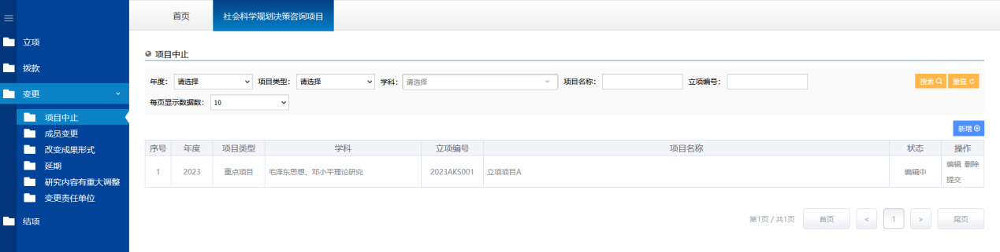 首页
社会科学规划决策咨询项目
立项
拨款
变更
项目中止
成员变更
改变成果形式
延期
研究内容有重大调整
变更责任单位
结项
项目中止
年度： 请选择 项目类型： 请选择 学科： 请选择 项目名称： 立项编号： 搜索 重置
每页显示数据数： 10
新增
序号 年度 项目类型 学科 立项编号 项目名称 状态 操作
1 2023 重点项目 毛泽东思想、邓小平理论研究 2023AKS001 立项项目A 编辑中 编辑 删除
提交
第1页 / 共1页 首页 < 1 > 尾页